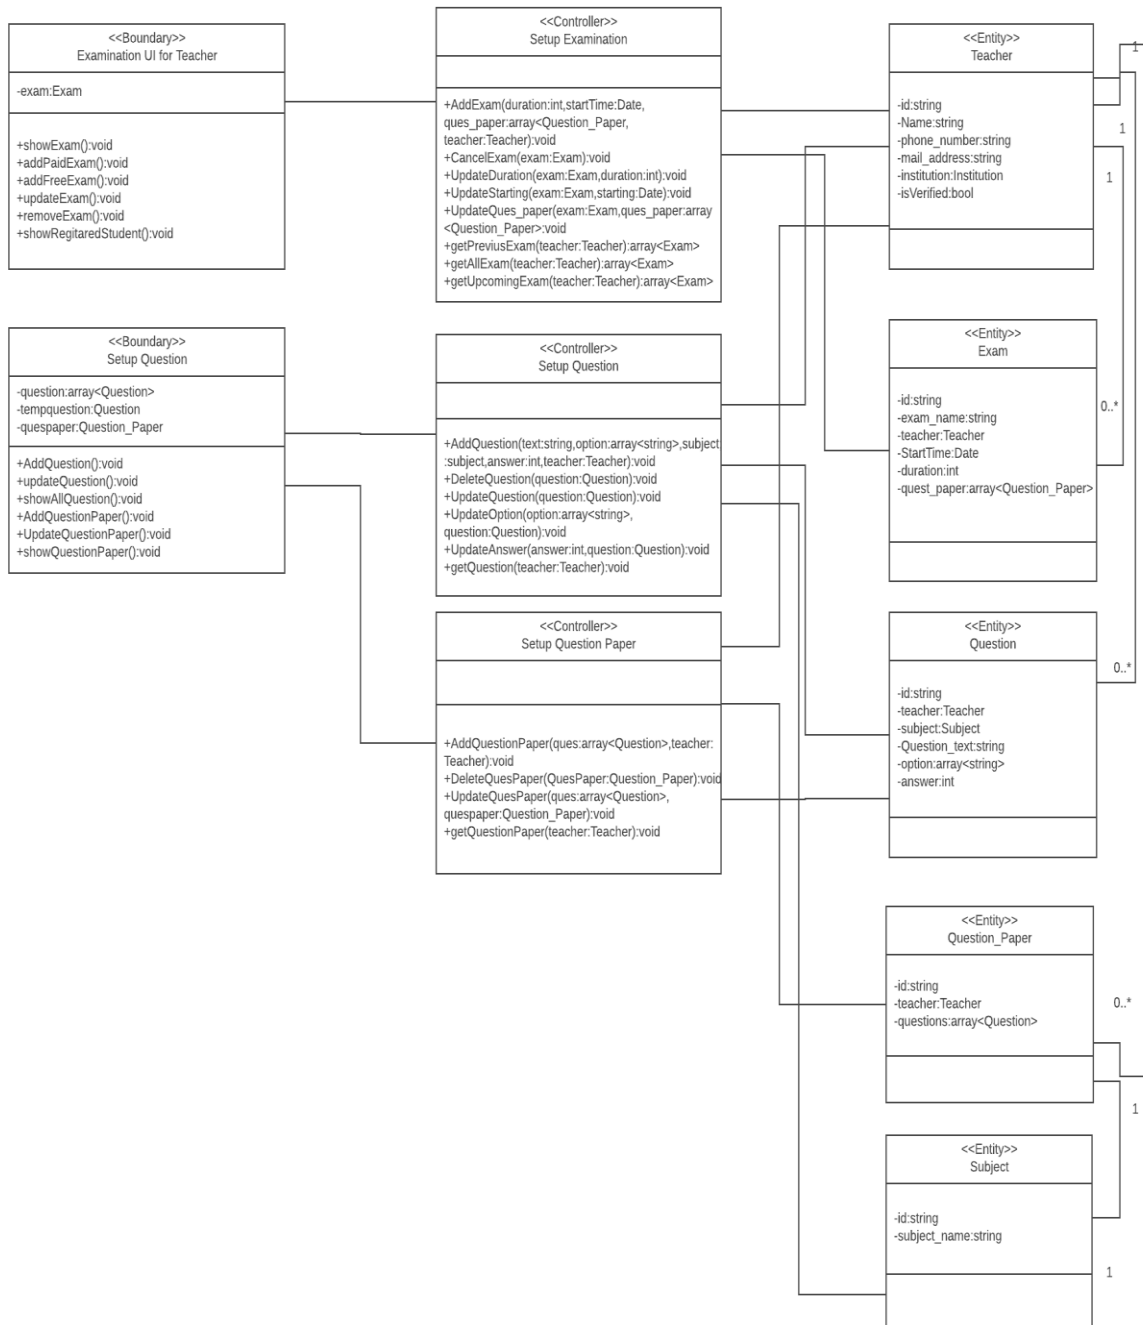 <<Boundary>>
Examination UI for Teacher
-exam:Exam
+showExam():void
+addPaidExam():void
+addFreeExam():void
+updateExam():void
+removeExam():void
+showRegitaredStudent():void
<<Boundary>>
Setup Question
-question:array<Question>
-tempquestion:Question
-quespaper:Question_Paper
+AddQuestion():void
+updateQuestion():void
+showAllQuestion():void
+AddQuestionPaper():void
+UpdateQuestionPaper():void
+showQuestionPaper():void
<<Controller>>
Setup Examination
+AddExam(duration:int,startTime:Date,
ques_paper:array<Question_Paper,
teacher:Teacher):void
+CancelExam(exam:Exam):void
+UpdateDuration(exam:Exam,duration:int):void
+UpdateStarting(exam:Exam,starting:Date):void
+UpdateQues_paper(exam:Exam,ques_paper:array
<Question_Paper>:void
+getPreviusExam(teacher:Teacher):array<Exam>
+getAllExam(teacher:Teacher):array<Exam>
+getUpcomingExam(teacher:Teacher):array<Exam>
<<Controller>>
Setup Question
+AddQuestion(text:string,option:array<string>,subject
:subject,answer:int,teacher:Teacher):void
+DeleteQuestion(question:Question):void
+UpdateQuestion(question:Question):void
+UpdateOption(option:array<string>,
question:Question):void
+UpdateAnswer(answer:int,question:Question):void
+getQuestion(teacher:Teacher):void
<<Controller>>
Setup Question Paper
+AddQuestionPaper(ques:array<Question>,teacher:
Teacher):void
+DeleteQuesPaper(QuesPaper:Question_Paper):void
+UpdateQuesPaper(ques:array<Question>,
quespaper:Question_Paper):void
+getQuestionPaper(teacher:Teacher):void
<<Entity>>
Teacher
-id:string
-Name:string
-phone_number:string
-mail_address:string
-institution:Institution
-isVerified:bool
1
1
1
<<Entity>>
Exam
-id:string
-exam_name:string
-teacher:Teacher
-StartTime:Date
-duration:int
-quest_paper:array<Question_Paper>
0..*
<<Entity>>
Question
-id:string
-teacher:Teacher
-subject:Subject
-Question_text:string
-option:array<string>
-answer:int
0..*
<<Entity>>
Question_Paper
-id:string
-teacher:Teacher
-questions:array<Question>
0..*
1
<<Entity>>
Subject
-id:string
-subject_name:string
1